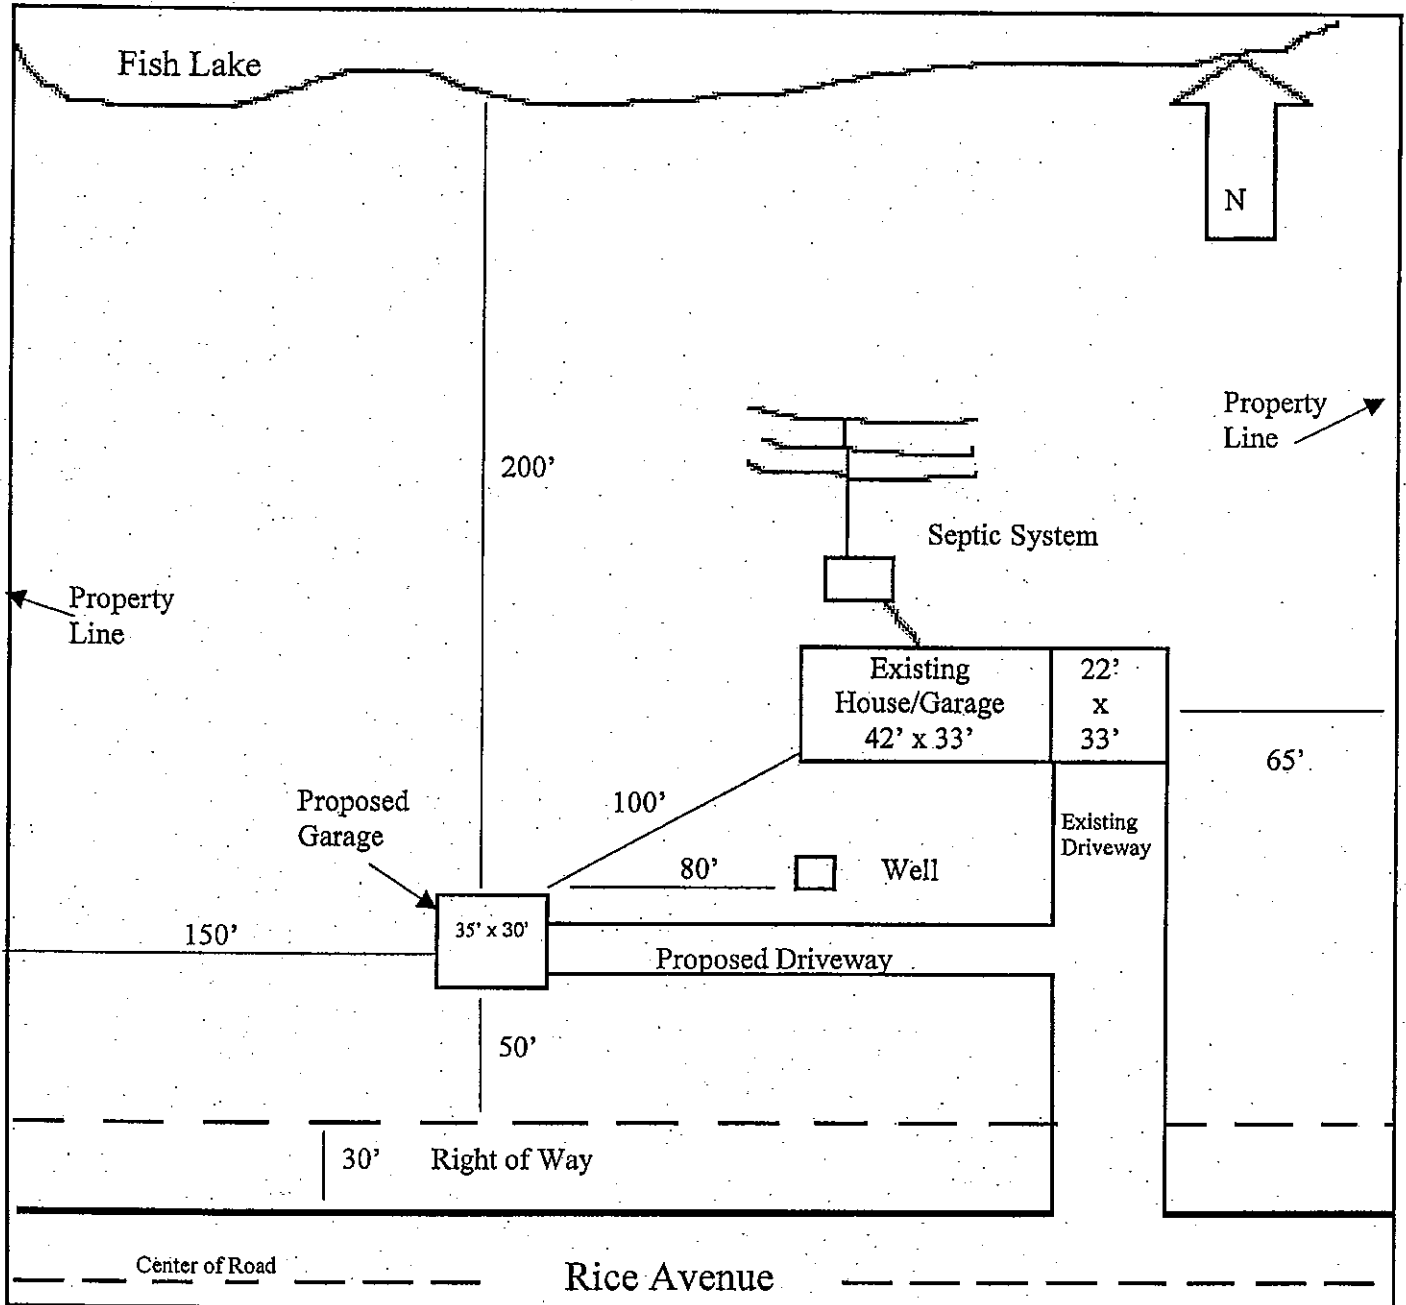 Fish Lake
N
Property
Line
200’
Septic System
Property
Line
Existing
House/Garage
42’ x 33’
22’
x
33’
65’
Proposed
Garage
100’
Existing
Driveway
80’
Well
35’ x 30’
150’
Proposed Driveway
50’
30’
Right of Way
Center of Road
Rice Avenue